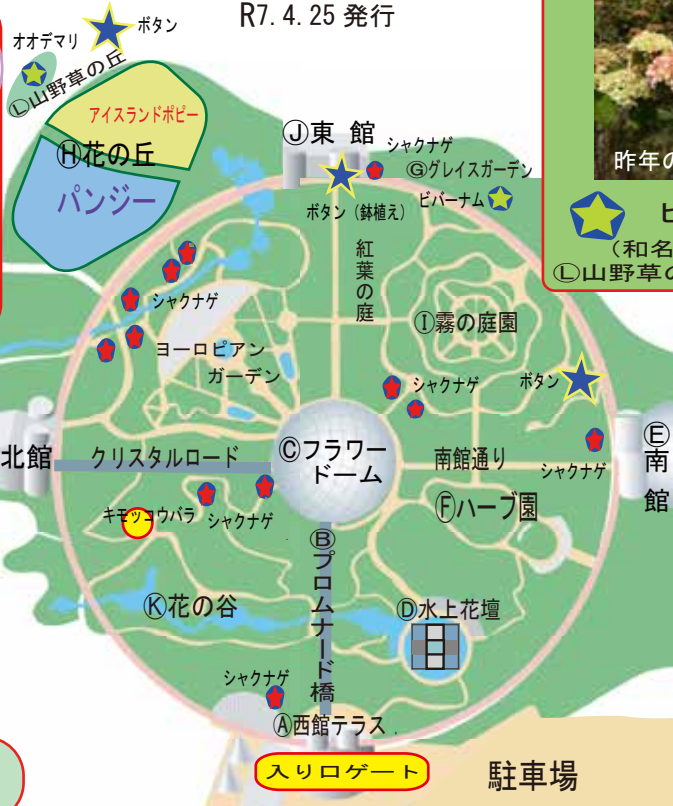 R7.4.25 発行
ボタン
オオデマリ
Ⓛ山野草の丘
アイスランドポピー
Ⓗ花の丘
パンジー
Ⓙ東 館
シャクナゲ
Ⓖグレイスガーデン
ボタン(鉢植え)
ビバーナム
昨年の
ビ
(和名
Ⓛ山野草の
紅葉の庭
シャクナゲ
Ⓘ霧の庭園
ヨーロピアン
ガーデン
シャクナゲ
ボタン
北館
クリスタルロード
Ⓒフラワー
ドーム
南館通り
シャクナゲ
Ⓔ南館
キモッコウバラ
シャクナゲ
Ⓕハーブ園
Ⓑプロムナード橋
Ⓚ花の谷
Ⓓ水上花壇
シャクナゲ
Ⓐ西館テラス
入り口ゲート
駐車場